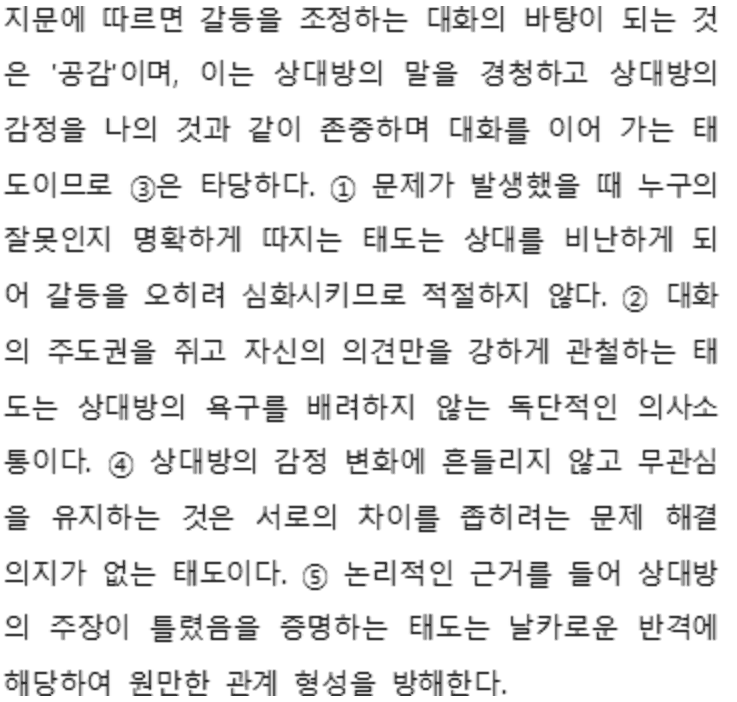 지문에 따르면 갈등을 조정하는 대화의 바탕이 되는 것
은 '공감'이며, 이는 상대방의 말을 경청하고 상대방의
감정을 나의 것과 같이 존중하며 대화를 이어 가는 태
도이므로 ③은 타당하다. ① 문제가 발생했을 때 누구의
잘못인지 명확하게 따지는 태도는 상대를 비난하게 되
어 갈등을 오히려 심화시키므로 적절하지 않다. ② 대화
의 주도권을 쥐고 자신의 의견만을 강하게 관철하는 태
도는 상대방의 욕구를 배려하지 않는 독단적인 의사소
통이다. ④ 상대방의 감정 변화에 흔들리지 않고 무관심
을 유지하는 것은 서로의 차이를 좁히려는 문제 해결
의지가 없는 태도이다. ⑤ 논리적인 근거를 들어 상대방
의 주장이 틀렸음을 증명하는 태도는 날카로운 반격에
해당하여 원만한 관계 형성을 방해한다.